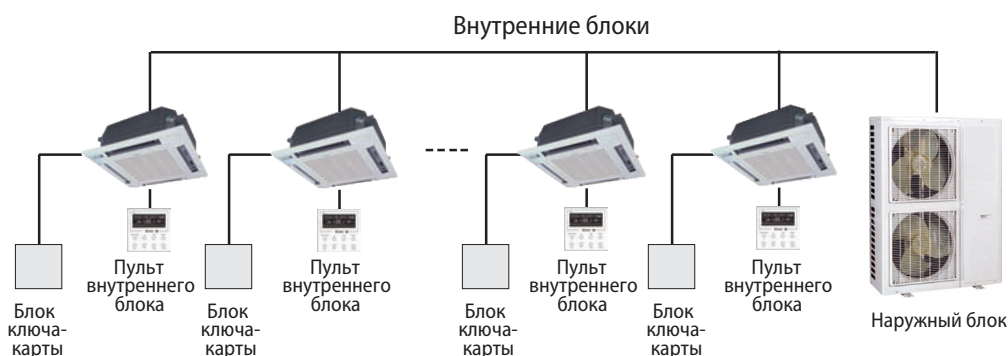 Внутренние блоки
Пульт
внутреннего
блока
Пульт
внутреннего
блока
Пульт
внутреннего
блока
Пульт
внутреннего
блока
Блок
ключа-
карты
Блок
ключа-
карты
Блок
ключа-
карты
Блок
ключа-
карты
Наружный блок